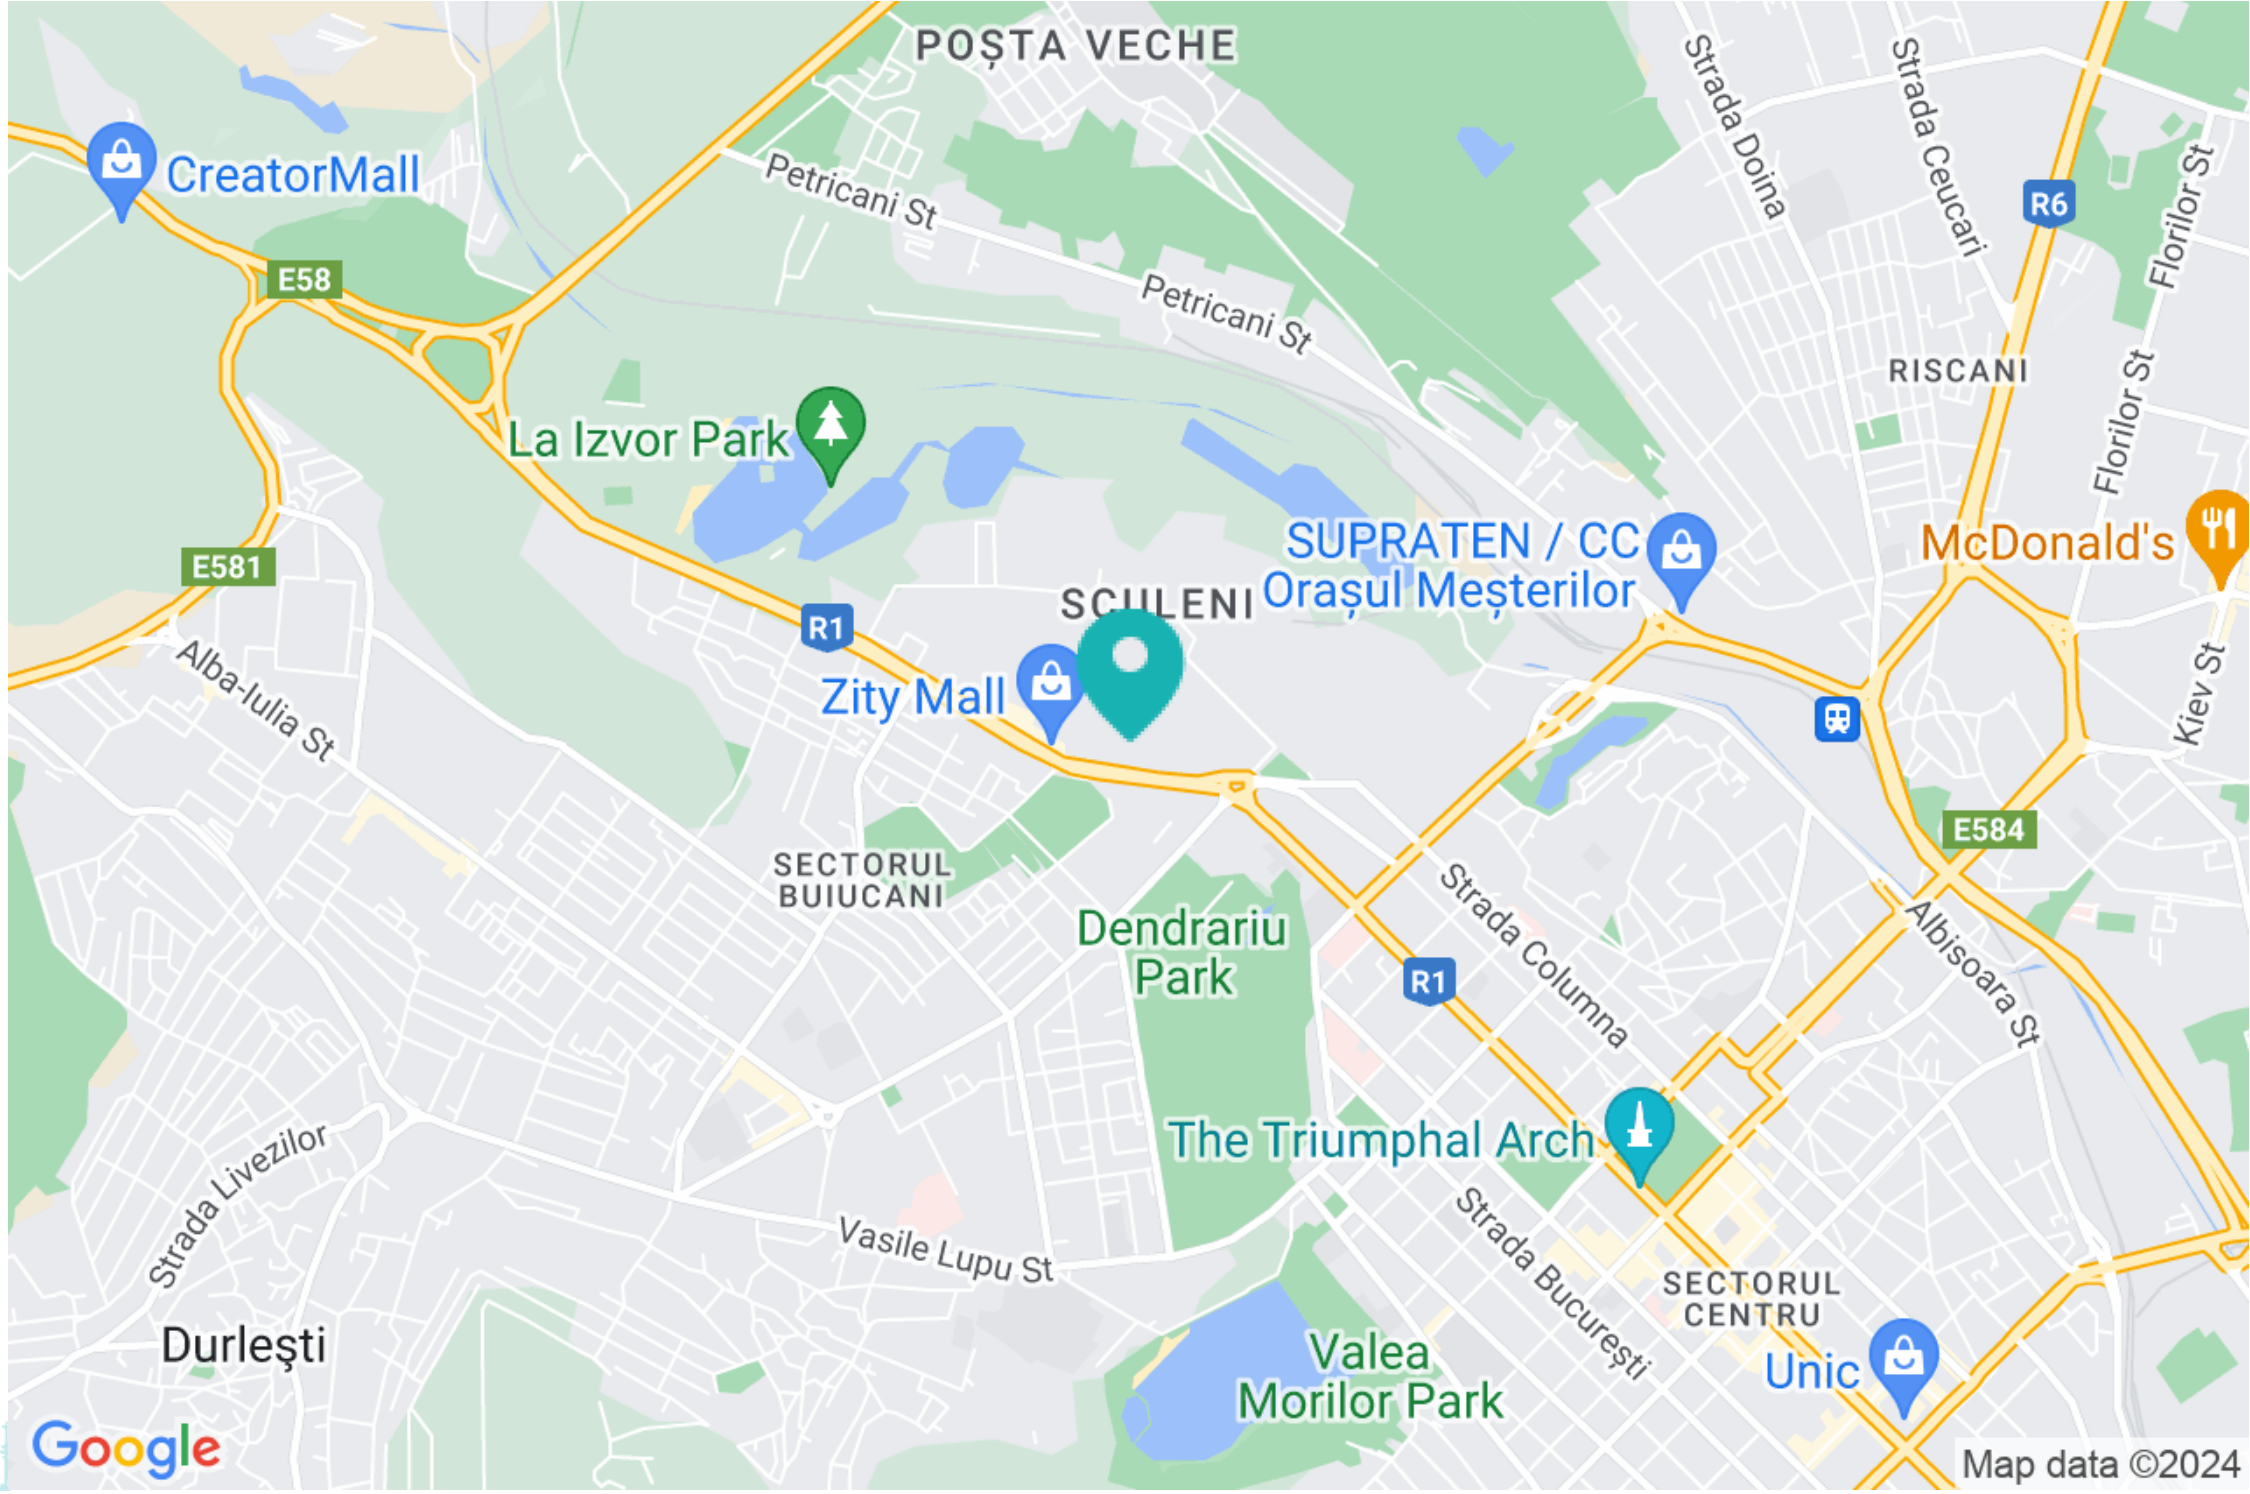 POȘTA VECHE
Strada Doina
Strada Ceucari
CreatorMall
Petricani St
R6
Florilor St
E58
Petricani St
RISCANI
La Izvor Park
Florilor St
SUPRATEN / CC
Orașul Meșterilor
McDonald's
E581
SCULENI
R1
Alba-Iulia St
Zity Mall
Kiev St
E584
SECTORUL
BUIUCANI
Strada Columna
Dendrariu
Park
Albisoara St
R1
The Triumphal Arch
Strada Livezilor
Vasile Lupu St
Strada București
SECTORUL
CENTRU
Durleşti
Valea
Morilor Park
Unic
Google
Map data ©2024